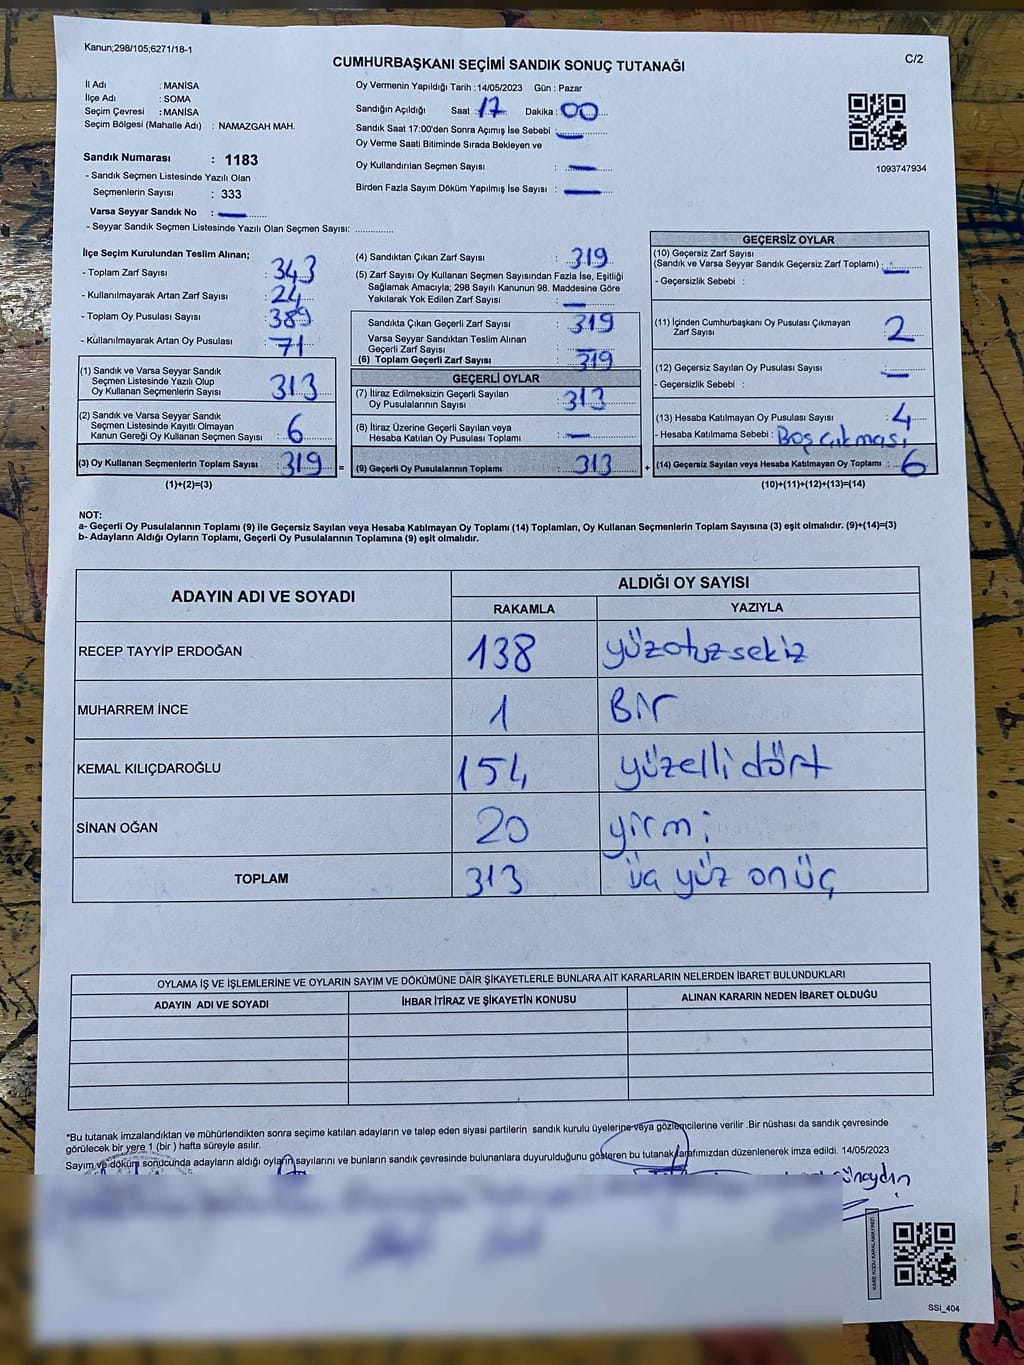 Kanun;298/105;6271/18-1
CUMHURBAŞKANI SEÇİMİ SANDIK SONUÇ TUTANAĞI
C/2
İl Adı : MANİSA
İlçe Adı : SOMA
Seçim Çevresi : MANİSA
Seçim Bölgesi (Mahalle Adı) : NAMAZGAH MAH.
Sandık Numarası : 1183
- Sandık Seçmen Listesinde Yazılı Olan
Seçmenlerin Sayısı : 333
Varsa Seyyar Sandık No : —
- Seyyar Sandık Seçmen Listesinde Yazılı Olan Seçmen Sayısı: ..............
Oy Vermenin Yapıldığı Tarih : 14/05/2023 Gün : Pazar
Sandığın Açıldığı Saat : 17 Dakika : 00
Sandık Saat 17:00'den Sonra Açımış İse Sebebi : —
Oy Verme Saati Bitiminde Sırada Bekleyen ve
Oy Kullandırılan Seçmen Sayısı : —
Birden Fazla Sayım Döküm Yapılmış İse Sayısı : —
1093747934
İlçe Seçim Kurulundan Teslim Alınan;
- Toplam Zarf Sayısı : 343
- Kullanılmayarak Artan Zarf Sayısı : 24
- Toplam Oy Pusulası Sayısı : 389
- Kullanılmayarak Artan Oy Pusulası : 71
(1) Sandık ve Varsa Seyyar Sandık
Seçmen Listesinde Yazılı Olup
Oy Kullanan Seçmenlerin Sayısı : 313
(2) Sandık ve Varsa Seyyar Sandık
Seçmen Listesinde Kayıtlı Olmayan
Kanun Gereği Oy Kullanan Seçmen Sayısı : 6
(3) Oy Kullanan Seçmenlerin Toplam Sayısı : 319 =
(1)+(2)=(3)
(4) Sandıktan Çıkan Zarf Sayısı : 319
(5) Zarf Sayısı Oy Kullanan Seçmen Sayısından Fazla İse, Eşitliği
Sağlamak Amacıyla; 298 Sayılı Kanunun 98. Maddesine Göre
Yakılarak Yok Edilen Zarf Sayısı : —
Sandıkta Çıkan Geçerli Zarf Sayısı : 319
Varsa Seyyar Sandıktan Teslim Alınan
Geçerli Zarf Sayısı : —
(6) Toplam Geçerli Zarf Sayısı : 319
GEÇERLİ OYLAR
(7) İtiraz Edilmeksizin Geçerli Sayılan
Oy Pusulalarının Sayısı : 313
(8) İtiraz Üzerine Geçerli Sayılan veya
Hesaba Katılan Oy Pusulası Toplamı : —
(9) Geçerli Oy Pusulalarının Toplamı : 313 +
GEÇERSİZ OYLAR
(10) Geçersiz Zarf Sayısı
(Sandık ve Varsa Seyyar Sandık Geçersiz Zarf Toplamı) : —
- Geçersizlik Sebebi :
(11) İçinden Cumhurbaşkanı Oy Pusulası Çıkmayan
Zarf Sayısı : 2
(12) Geçersiz Sayılan Oy Pusulası Sayısı : —
- Geçersizlik Sebebi :
(13) Hesaba Katılmayan Oy Pusulası Sayısı : 4
- Hesaba Katılmama Sebebi : Boş çıkması
(14) Geçersiz Sayılan veya Hesaba Katılmayan Oy Toplamı : 6
(10)+(11)+(12)+(13)=(14)
NOT:
a- Geçerli Oy Pusulalarının Toplamı (9) ile Geçersiz Sayılan veya Hesaba Katılmayan Oy Toplamı (14) Toplamları, Oy Kullanan Seçmenlerin Toplam Sayısına (3) eşit olmalıdır. (9)+(14)=(3)
b- Adayların Aldığı Oyların Toplamı, Geçerli Oy Pusulalarının Toplamına (9) eşit olmalıdır.
ADAYIN ADI VE SOYADI ALDIĞI OY SAYISI
RAKAMLA YAZIYLA
RECEP TAYYİP ERDOĞAN 138 yüzotuzsekiz
MUHARREM İNCE 1 Bir
KEMAL KILIÇDAROĞLU 154 yüzelli dört
SİNAN OĞAN 20 yirmi
TOPLAM 313 üç yüz onüç
OYLAMA İŞ VE İŞLEMLERİNE VE OYLARIN SAYIM VE DÖKÜMÜNE DAİR ŞİKAYETLERLE BUNLARA AİT KARARLARIN NELERDEN İBARET BULUNDUKLARI
ADAYIN ADI VE SOYADI İHBAR İTİRAZ VE ŞİKAYETİN KONUSU ALINAN KARARIN NEDEN İBARET OLDUĞU
*Bu tutanak imzalandıktan ve mühürlendikten sonra seçime katılan adayların ve talep eden siyasi partilerin sandık kurulu üyelerine veya gözlemcilerine verilir .Bir nüshası da sandık çevresinde
görülecek bir yere 1 (bir ) hafta süreyle asılır.
Sayım ve döküm sonucunda adayların aldığı oyların sayılarını ve bunların sandık çevresinde bulunanlara duyurulduğunu gösteren bu tutanak tarafımızdan düzenlenerek imza edildi. 14/05/2023
KARE KODU KARALAMAYINIZ!
SSI_404